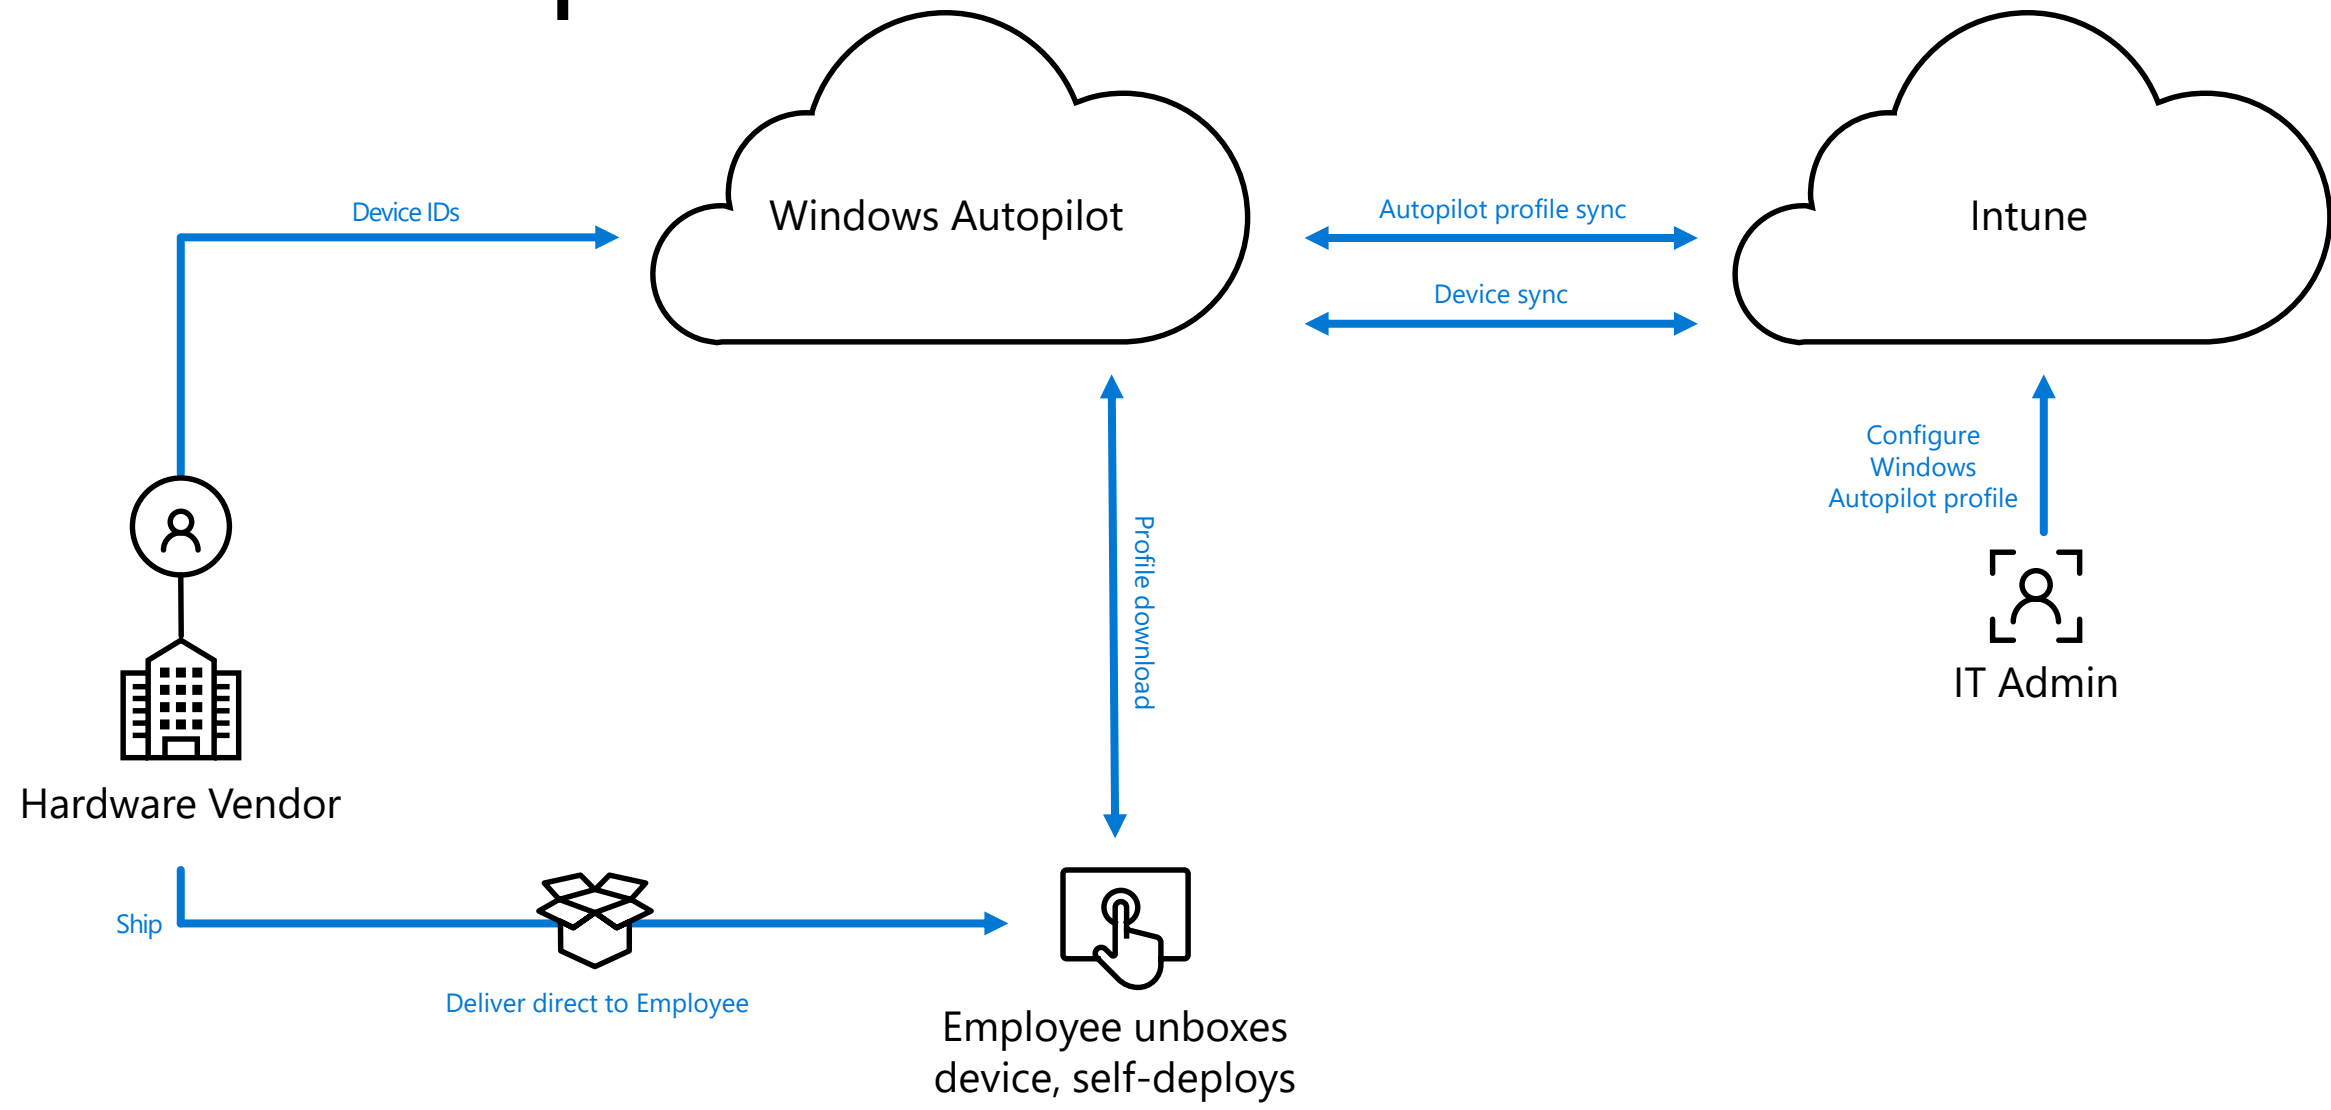 Windows Autopilot
Intune
Device IDs
Autopilot profile sync
Device sync
Configure
Windows
Autopilot profile
Profile download
IT Admin
Hardware Vendor
Ship
Deliver direct to Employee
Employee unboxes
device, self-deploys